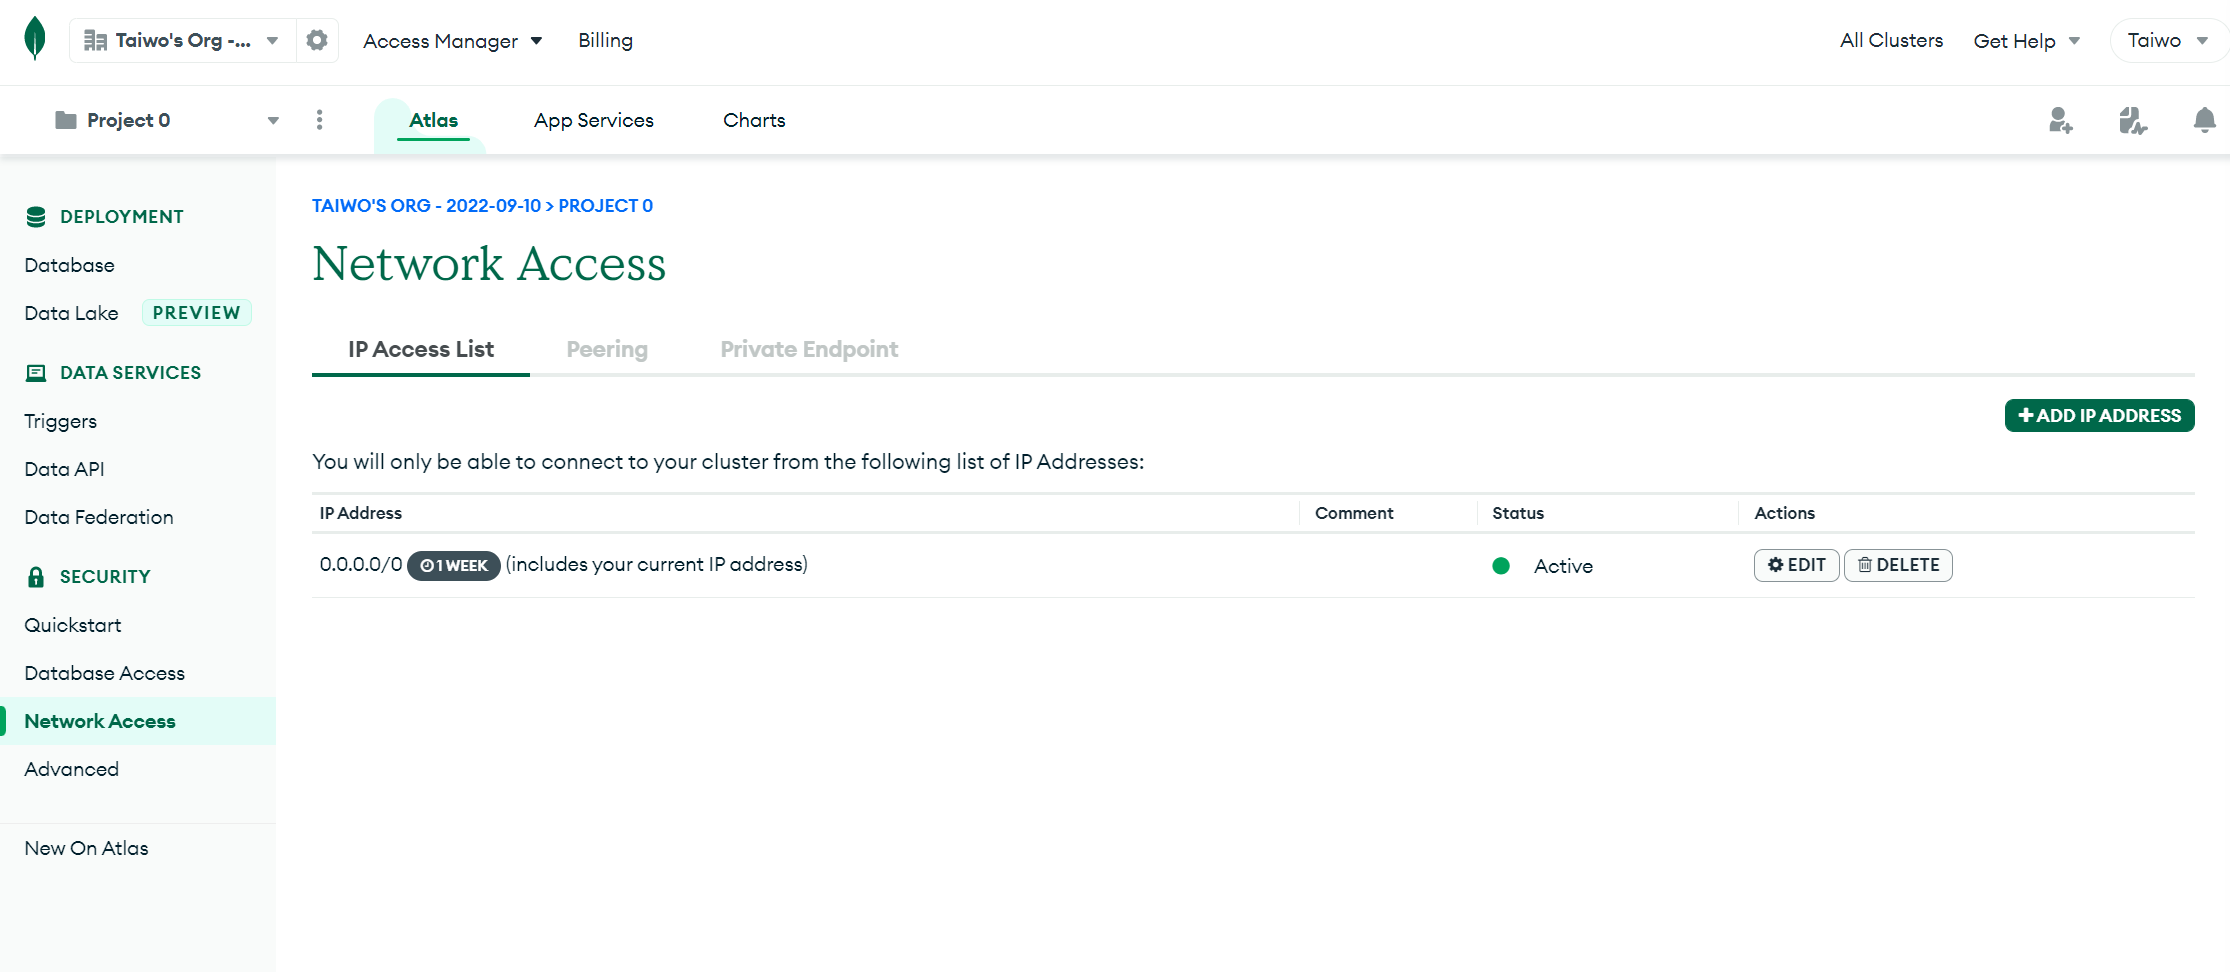 Taiwo's Org -...
Access Manager
Billing
All Clusters
Get Help
Taiwo
Project 0
Atlas
App Services
Charts
DEPLOYMENT
Database
Data Lake PREVIEW
DATA SERVICES
Triggers
Data API
Data Federation
SECURITY
Quickstart
Database Access
Network Access
Advanced
New On Atlas
TAIWO'S ORG - 2022-09-10 > PROJECT 0
Network Access
IP Access List
Peering
Private Endpoint
ADD IP ADDRESS
You will only be able to connect to your cluster from the following list of IP Addresses:
IP Address
Comment
Status
Actions
0.0.0.0/0 1 WEEK (includes your current IP address)
Active
EDIT
DELETE